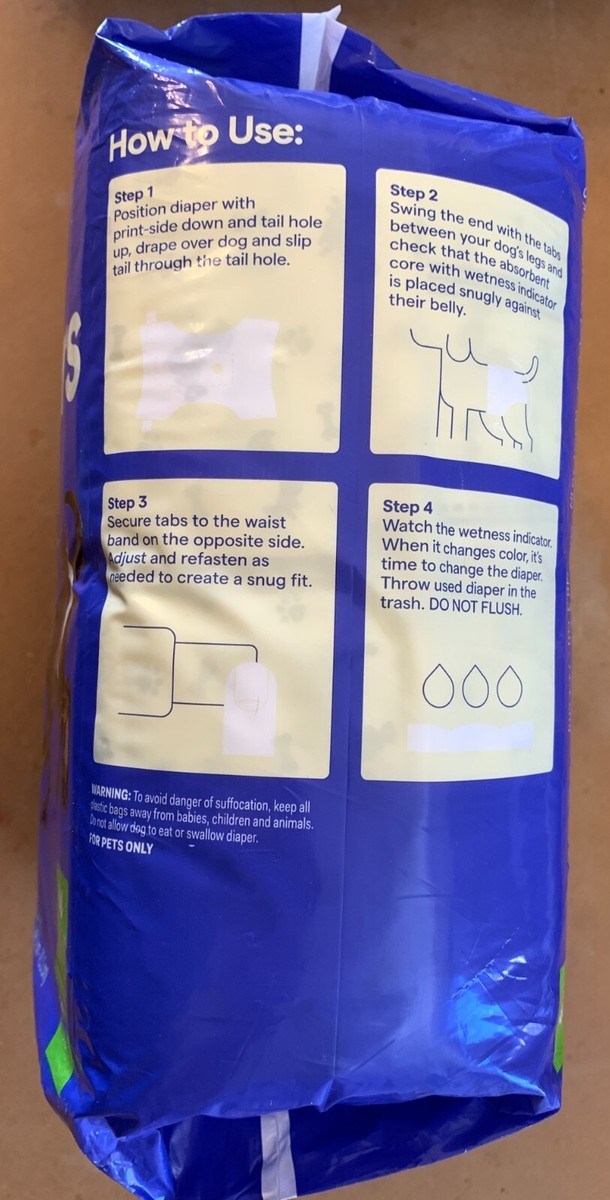 How to Use:
Step 1
Position diaper with
print-side down and tail hole
up, drape over dog and slip
tail through the tail hole.
Step 2
Swing the end with the tabs
between your dog's legs and
check that the absorbent
core with wetness indicator
is placed snugly against
their belly.
Step 3
Secure tabs to the waist
band on the opposite side.
Adjust and refasten as
needed to create a snug fit.
Step 4
Watch the wetness indicator.
When it changes color, it's
time to change the diaper.
Throw used diaper in the
trash. DO NOT FLUSH.
WARNING: To avoid danger of suffocation, keep all
plastic bags away from babies, children and animals.
Do not allow dog to eat or swallow diaper.
FOR PETS ONLY